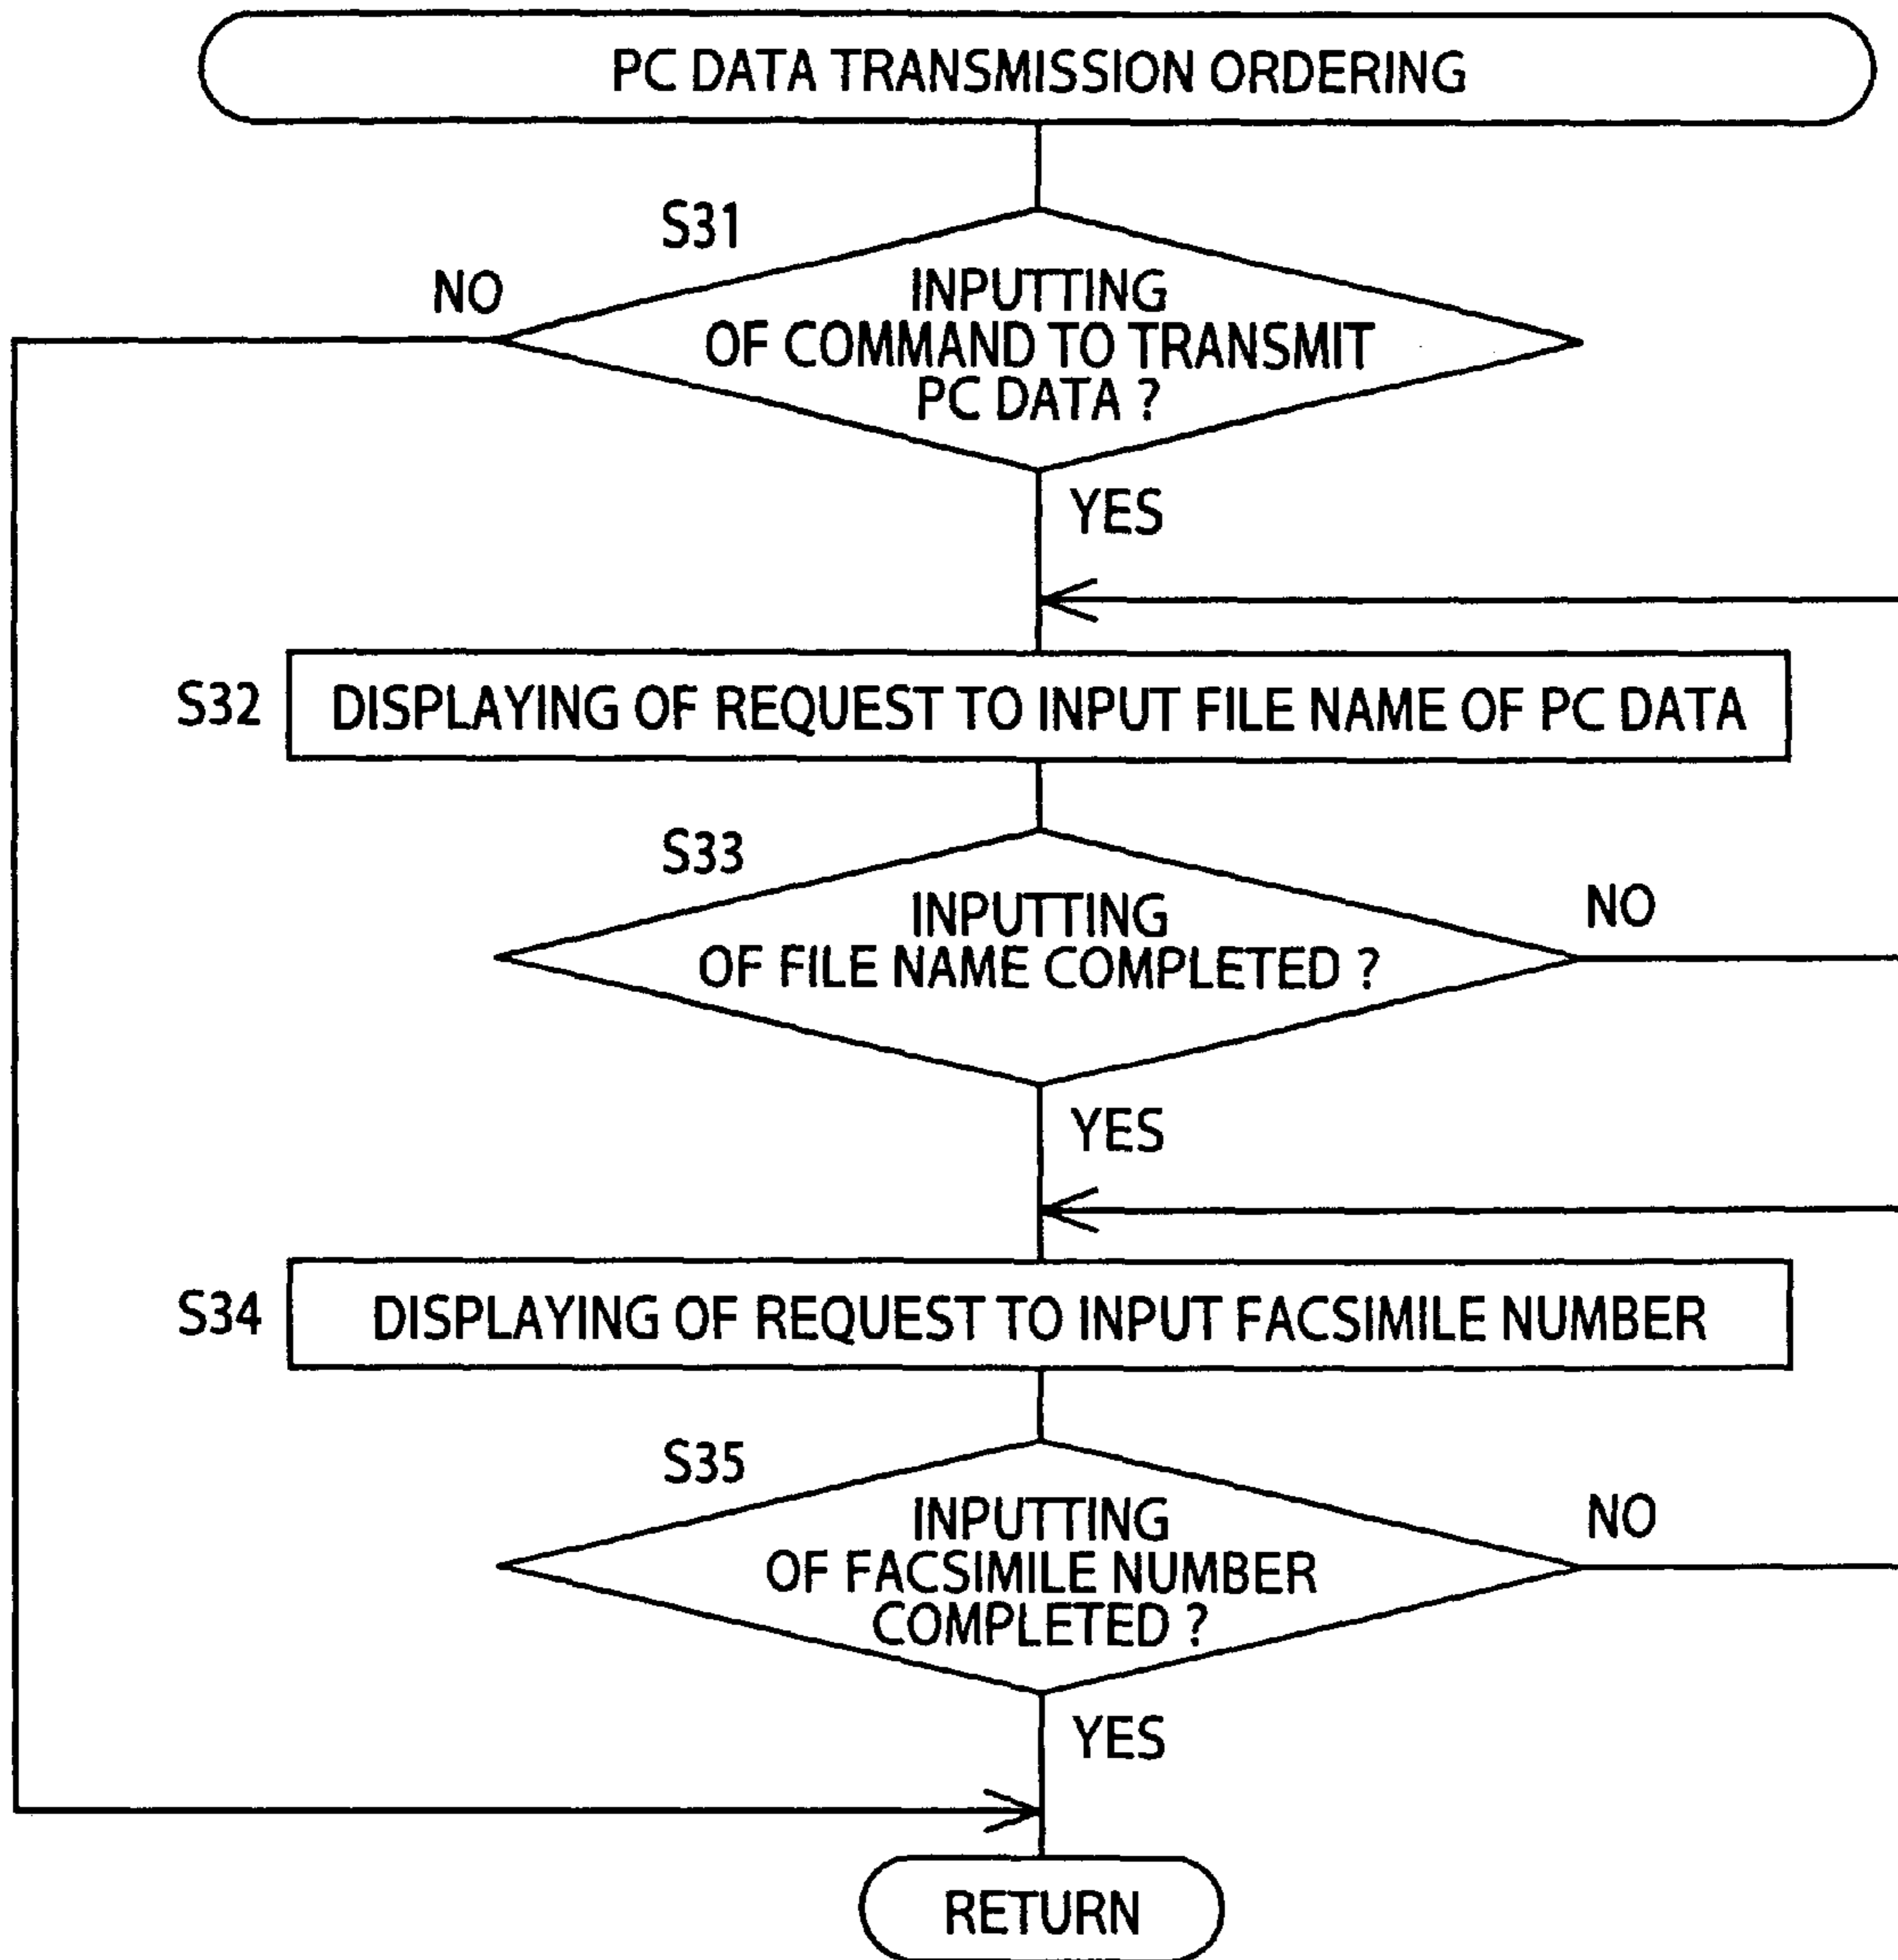 PC DATA TRANSMISSION ORDERING
S31
NO
INPUTTING
OF COMMAND TO TRANSMIT
PC DATA ?
YES
S32
DISPLAYING OF REQUEST TO INPUT FILE NAME OF PC DATA
S33
INPUTTING
OF FILE NAME COMPLETED ?
NO
YES
S34
DISPLAYING OF REQUEST TO INPUT FACSIMILE NUMBER
S35
INPUTTING
OF FACSIMILE NUMBER
COMPLETED ?
NO
YES
RETURN